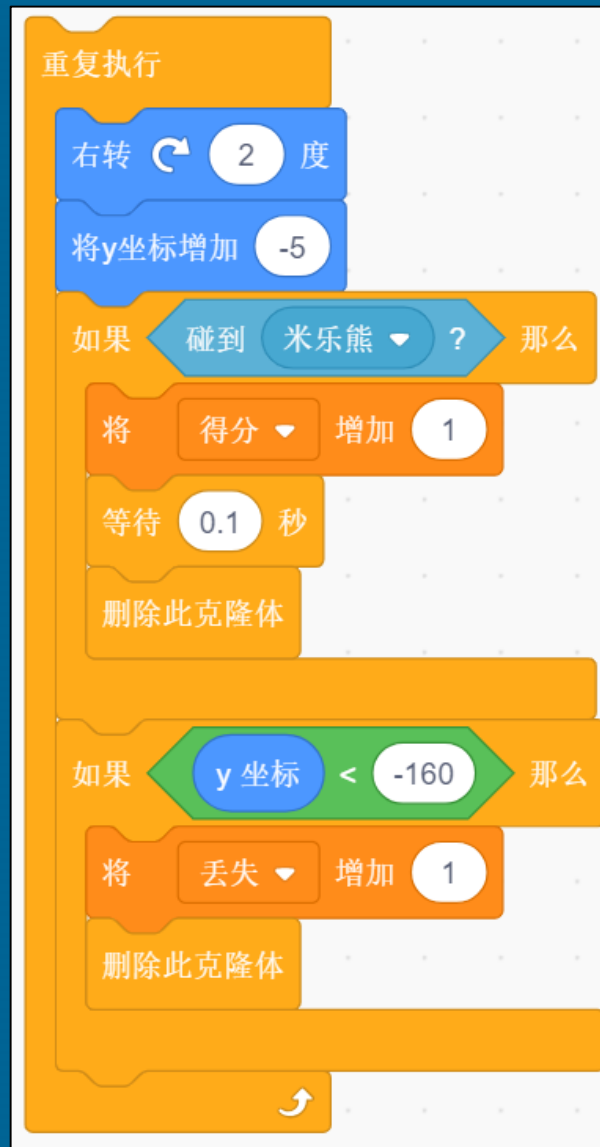 重复执行
右转 2 度
将y坐标增加 -5
如果 碰到 米乐熊 ? 那么
将 得分 增加 1
等待 0.1 秒
删除此克隆体
如果 y 坐标 < -160 那么
将 丢失 增加 1
删除此克隆体